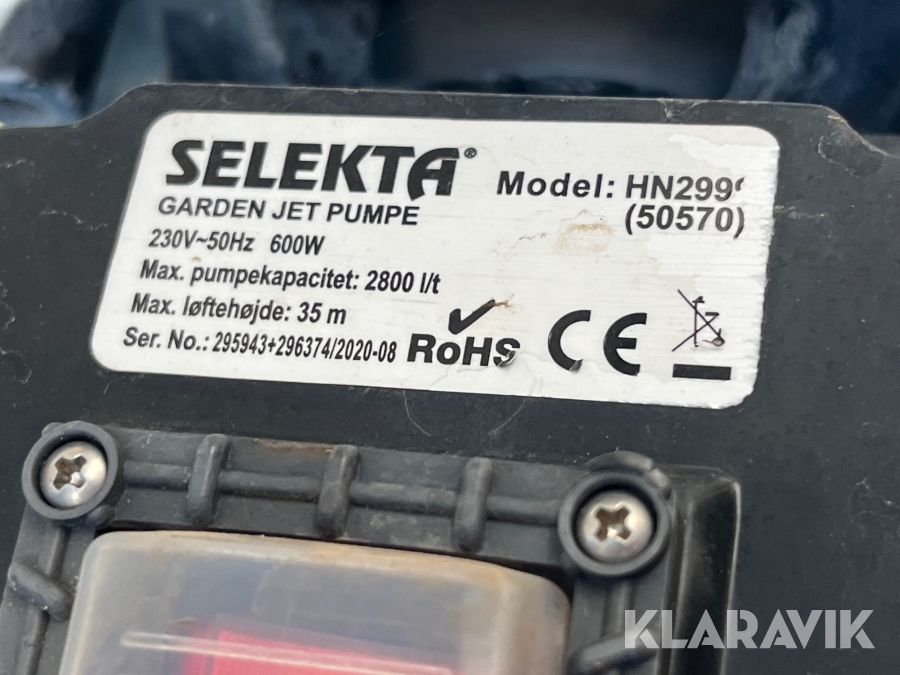 SELEKTA®
Model: HN299
(50570)
GARDEN JET PUMPE
230V~50Hz 600W
Max. pumpekapacitet: 2800 l/t
Max. løftehøjde: 35 m
Ser. No.: 295943+296374/2020-08
RoHS CE
KLARAVIK